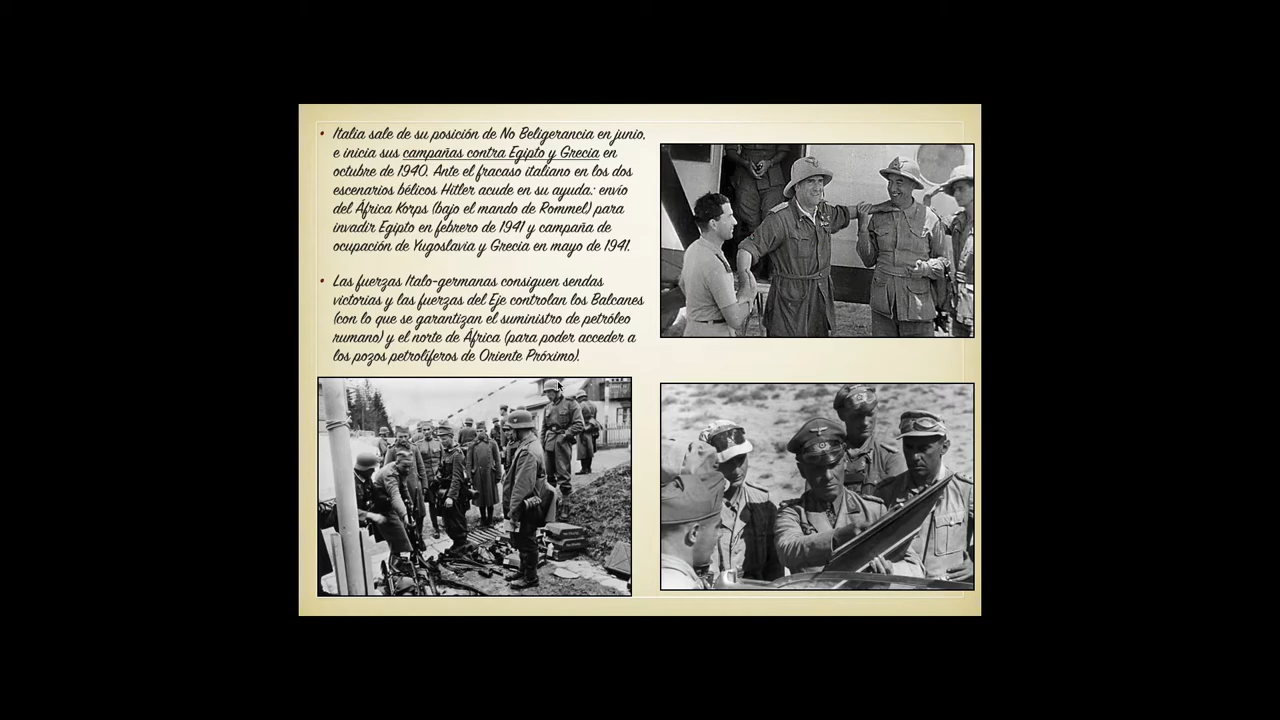 • Italia sale de su posición de No Beligerancia en junio,
e inicia sus campañas contra Egipto y Grecia en
octubre de 1940. Ante el fracaso italiano en los dos
escenarios bélicos Hitler acude en su ayuda: envío
del África Korps (bajo el mando de Rommel) para
invadir Egipto en febrero de 1941 y campaña de
ocupación de Yugoslavia y Grecia en mayo de 1941.
• Las fuerzas Italo-germanas consiguen sendas
victorias y las fuerzas del Eje controlan los Balcanes
(con lo que se garantizan el suministro de petróleo
rumano) y el norte de África (para poder acceder a
los pozos petrolíferos de Oriente Próximo).